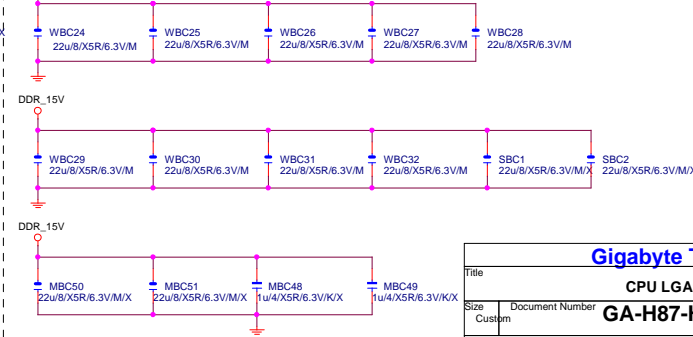 X
WBC24 WBC25 WBC26 WBC27 WBC28
22u/8/X5R/6.3V/M 22u/8/X5R/6.3V/M 22u/8/X5R/6.3V/M 22u/8/X5R/6.3V/M 22u/8/X5R/6.3V/M
DDR_15V
WBC29 WBC30 WBC31 WBC32 SBC1 SBC2
22u/8/X5R/6.3V/M 22u/8/X5R/6.3V/M 22u/8/X5R/6.3V/M 22u/8/X5R/6.3V/M 22u/8/X5R/6.3V/M/X 22u/8/X5R/6.3V/M/X
DDR_15V
MBC50 MBC51 MBC48 MBC49
22u/8/X5R/6.3V/M/X 22u/8/X5R/6.3V/M/X 1u/4/X5R/6.3V/K/X 1u/4/X5R/6.3V/K/X
Gigabyte T
Title
CPU LGA
Size Document Number GA-H87-H
Custom